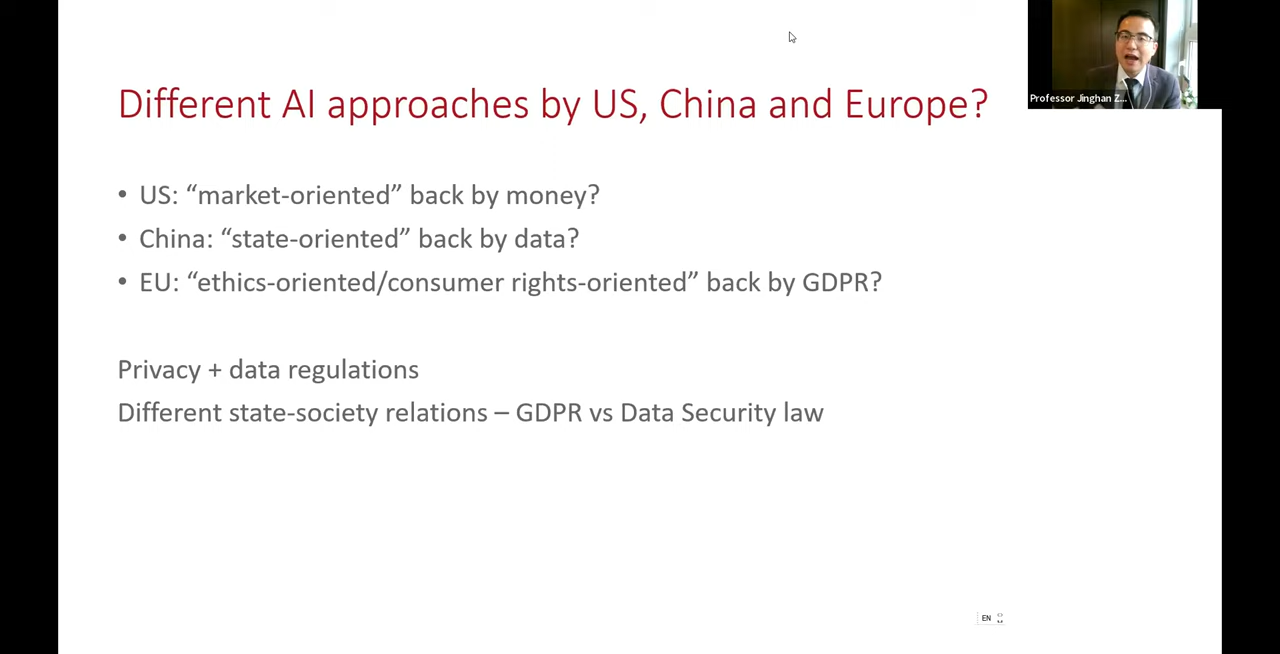 Professor Jinghan Z...
Different AI approaches by US, China and Europe?
• US: “market-oriented” back by money?
• China: “state-oriented” back by data?
• EU: “ethics-oriented/consumer rights-oriented” back by GDPR?
Privacy + data regulations
Different state-society relations – GDPR vs Data Security law
EN